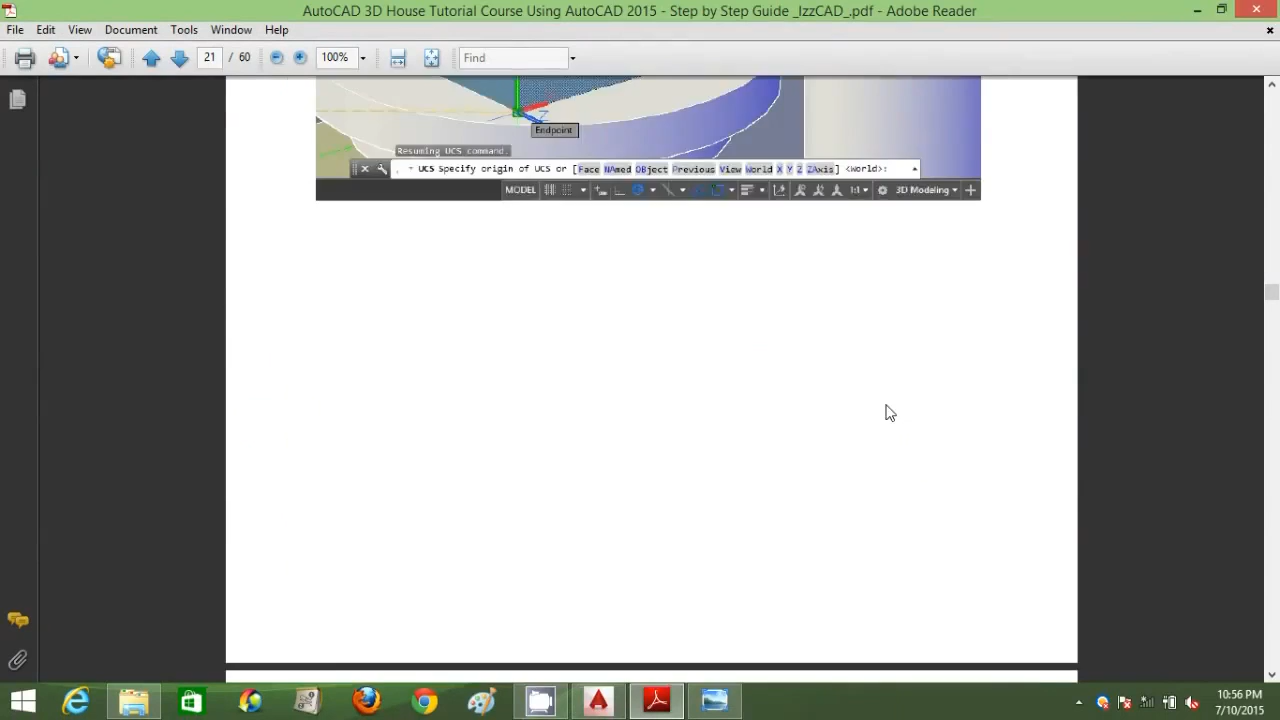 AutoCAD 3D House Tutorial Course Using AutoCAD 2015 - Step by Step Guide _IzzCAD_.pdf - Adobe Reader
File Edit View Document Tools Window Help
21 / 60 100% Find
Z
Endpoint
Resuming UCS command.
UCS Specify origin of UCS or [Face NAmed OBject Previous View World X Y Z ZAxis] <World>:
MODEL 1:1 3D Modeling
10:56 PM
7/10/2015